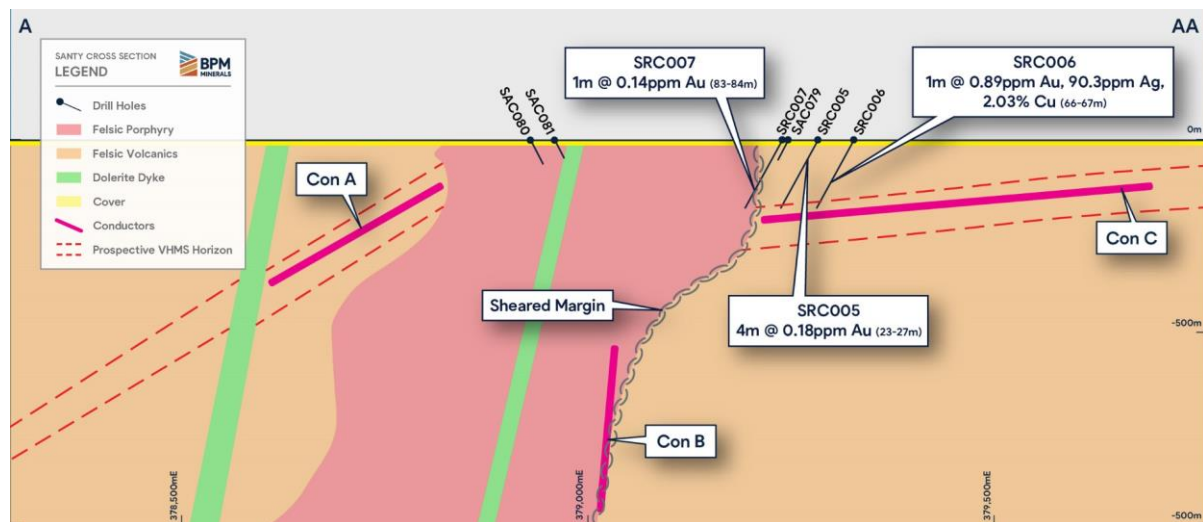 A
AA
SANTY CROSS SECTION
LEGEND
BPM
MINERALS
Drill Holes
Felsic Porphyry
Felsic Volcanics
Dolerite Dyke
Cover
Conductors
Prospective VHMS Horizon
SRC007
1m @ 0.14ppm Au (83-84m)
SRC006
1m @ 0.89ppm Au, 90.3ppm Ag,
2.03% Cu (66-67m)
SAC080
SAC081
SRC007
SAC079
SRC005
SRC006
0m
Con A
Con C
Sheared Margin
SRC005
4m @ 0.18ppm Au (23-27m)
-500m
Con B
378,500mE
379,000mE
379,500mE
-500m